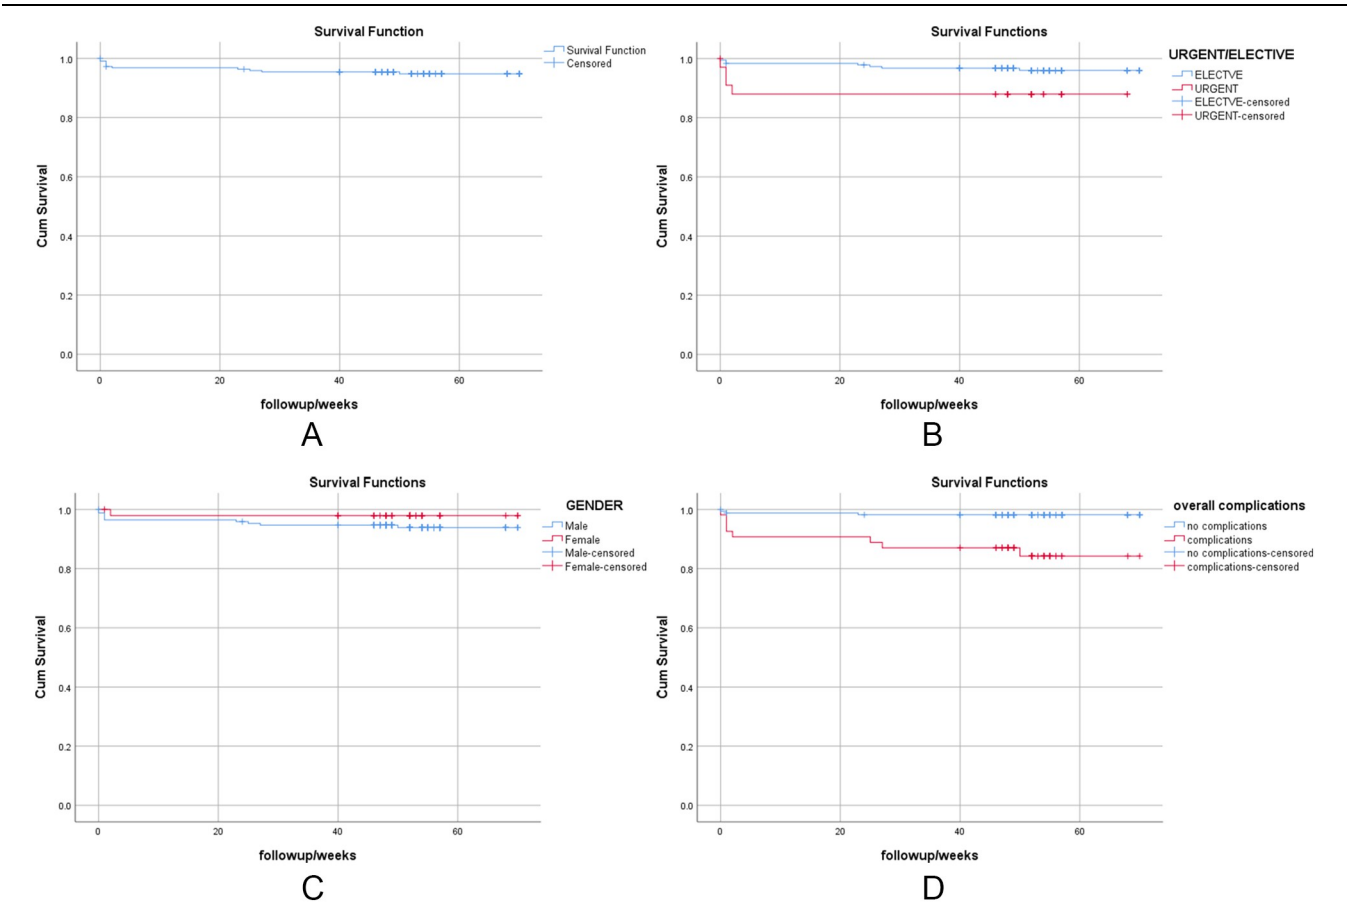 Survival Function
Survival Function
Censored
1.0
0.8
0.6
0.4
0.2
0.0
Cum Survival
0 20 40 60
followup/weeks
A
Survival Functions
URGENT/ELECTIVE
ELECTVE
URGENT
ELECTVE-censored
URGENT-censored
1.0
0.8
0.6
0.4
0.2
0.0
Cum Survival
0 20 40 60
followup/weeks
B
Survival Functions
GENDER
Male
Female
Male-censored
Female-censored
1.0
0.8
0.6
0.4
0.2
0.0
Cum Survival
0 20 40 60
followup/weeks
C
Survival Functions
overall complications
no complications
complications
no complications-censored
complications-censored
1.0
0.8
0.6
0.4
0.2
0.0
Cum Survival
0 20 40 60
followup/weeks
D